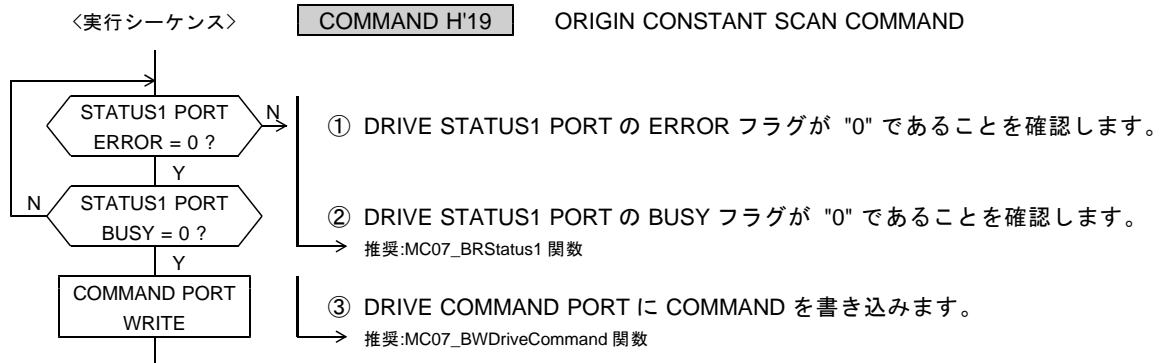 〈実行シーケンス〉
COMMAND H'19
ORIGIN CONSTANT SCAN COMMAND
STATUS1 PORT
ERROR = 0 ?
N
Y
① DRIVE STATUS1 PORT の ERROR フラグが "0" であることを確認します。
N
STATUS1 PORT
BUSY = 0 ?
Y
② DRIVE STATUS1 PORT の BUSY フラグが "0" であることを確認します。
推奨:MC07_BRStatus1 関数
COMMAND PORT
WRITE
③ DRIVE COMMAND PORT に COMMAND を書き込みます。
推奨:MC07_BWDriveCommand 関数